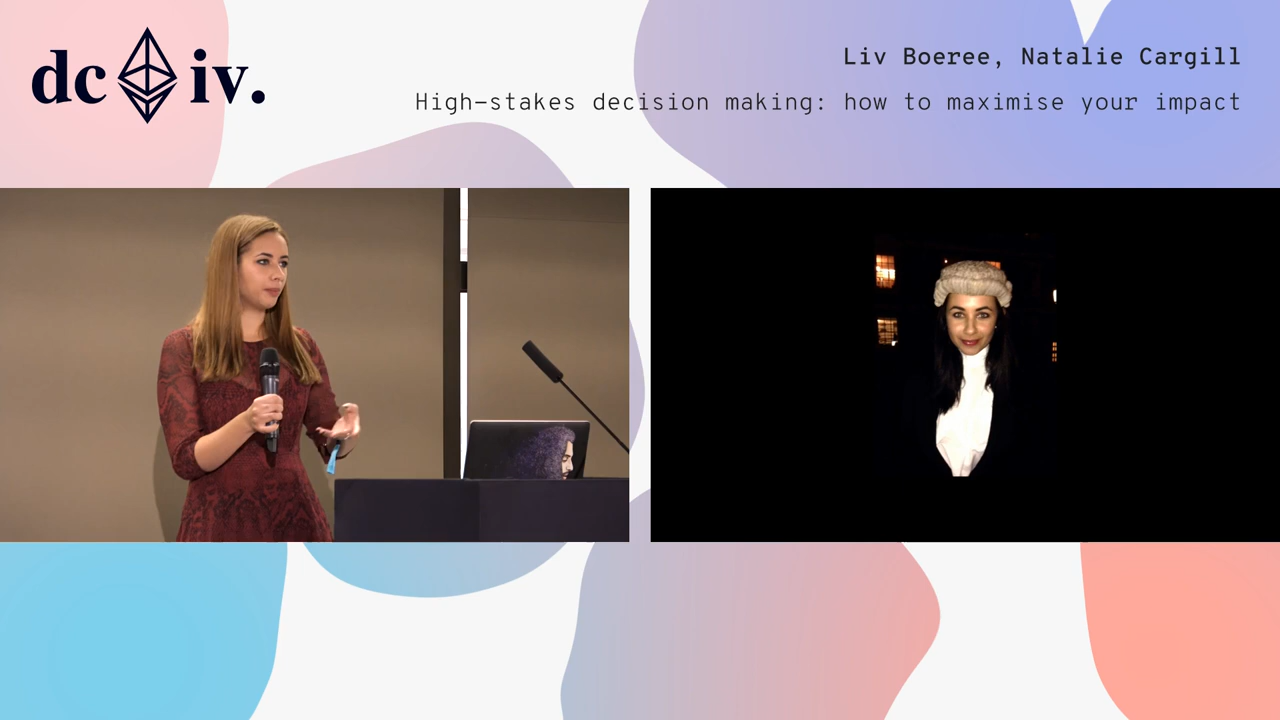 dc iv.
Liv Boeree, Natalie Cargill
High-stakes decision making: how to maximise your impact